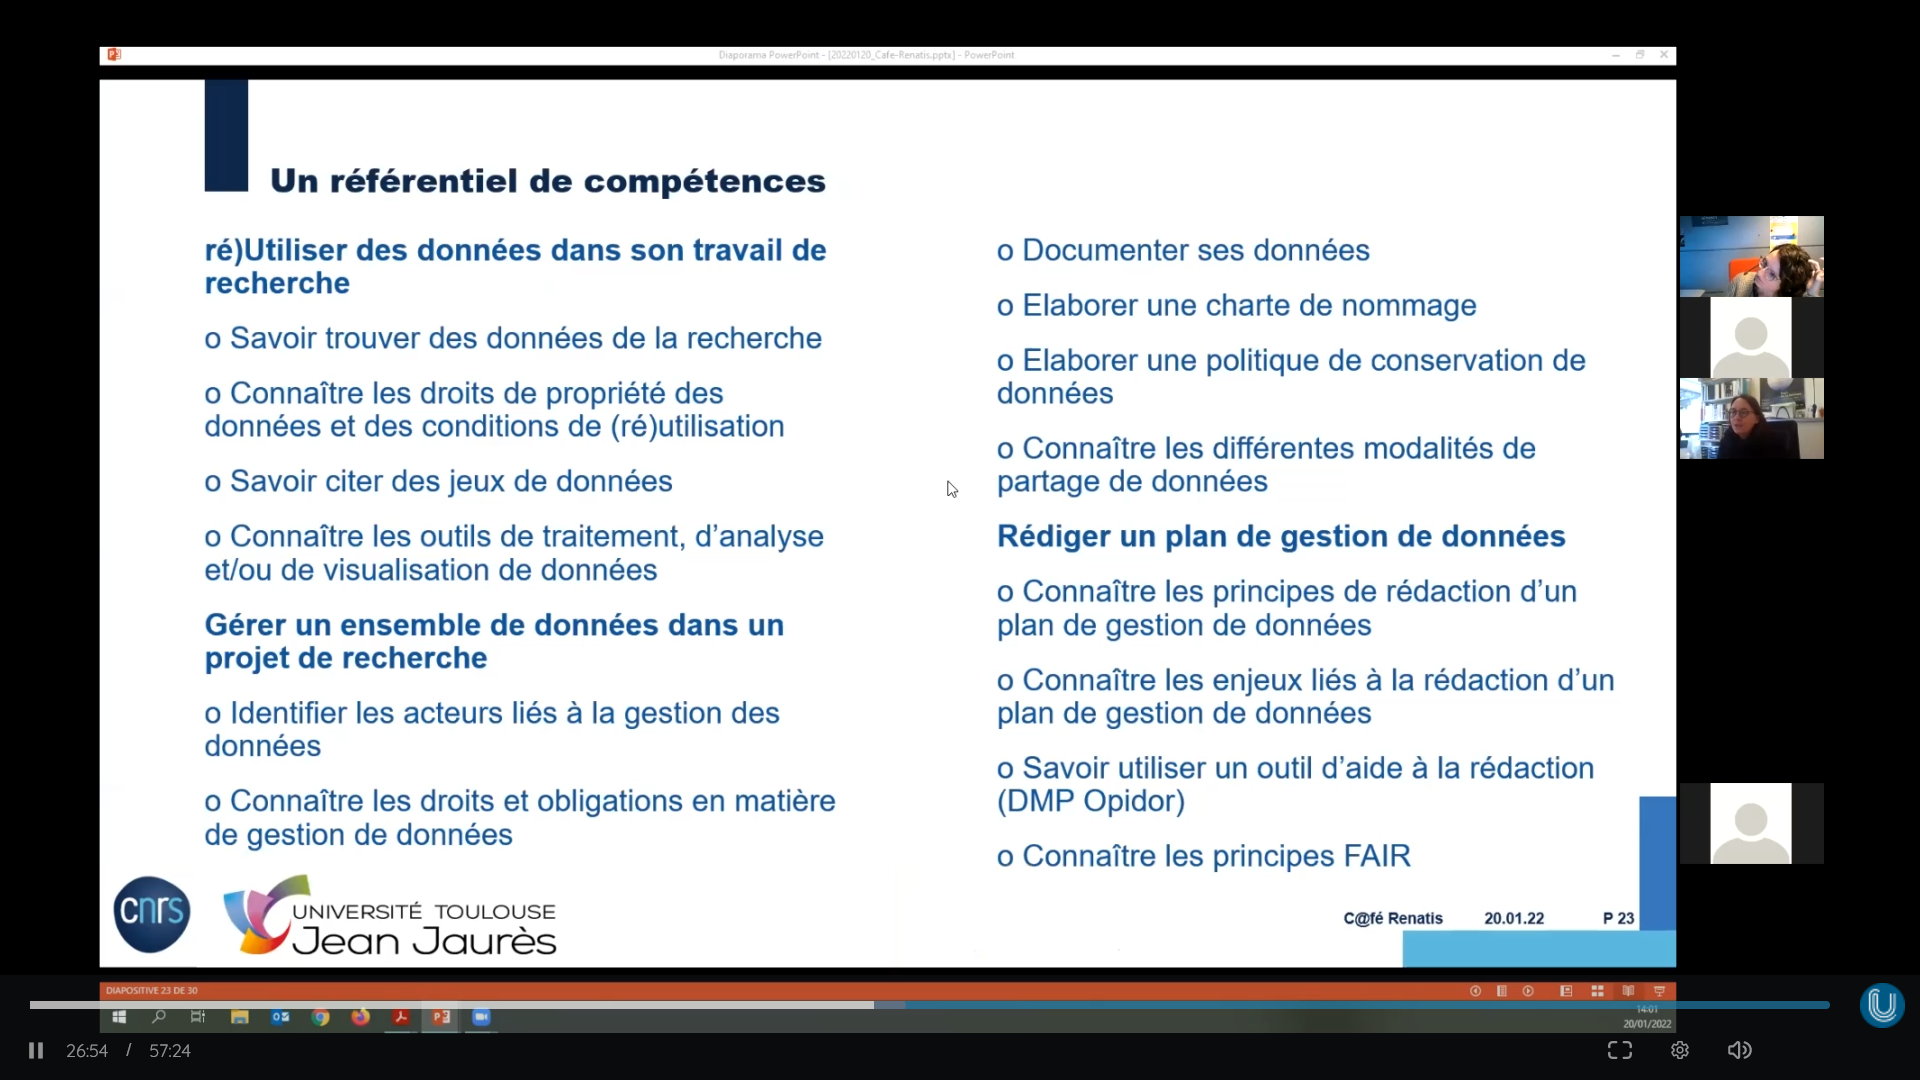 Diaporama PowerPoint - [20220120_Cafe-Renatis.pptx] - PowerPoint
Un référentiel de compétences
ré)Utiliser des données dans son travail de
recherche
o Savoir trouver des données de la recherche
o Connaître les droits de propriété des
données et des conditions de (ré)utilisation
o Savoir citer des jeux de données
o Connaître les outils de traitement, d’analyse
et/ou de visualisation de données
Gérer un ensemble de données dans un
projet de recherche
o Identifier les acteurs liés à la gestion des
données
o Connaître les droits et obligations en matière
de gestion de données
o Documenter ses données
o Elaborer une charte de nommage
o Elaborer une politique de conservation de
données
o Connaître les différentes modalités de
partage de données
Rédiger un plan de gestion de données
o Connaître les principes de rédaction d’un
plan de gestion de données
o Connaître les enjeux liés à la rédaction d’un
plan de gestion de données
o Savoir utiliser un outil d’aide à la rédaction
(DMP Opidor)
o Connaître les principes FAIR
cnrs
UNIVERSITÉ TOULOUSE
Jean Jaurès
C@fé Renatis 20.01.22 P 23
DIAPOSITIVE 23 DE 30
14:01
20/01/2022
26:54 / 57:24